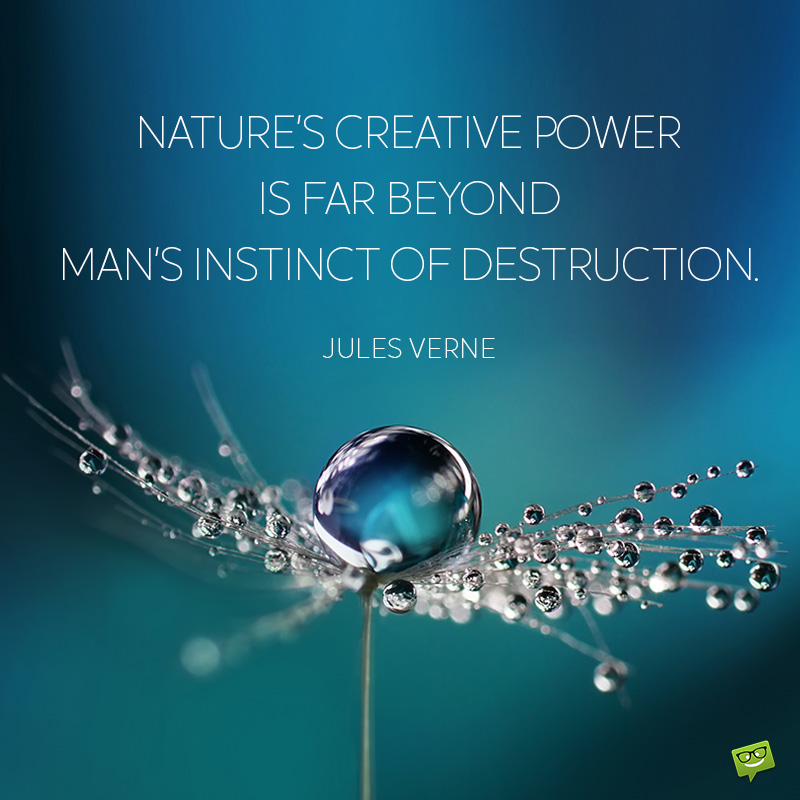 NATURE'S CREATIVE POWER
IS FAR BEYOND
MAN'S INSTINCT OF DESTRUCTION.
JULES VERNE